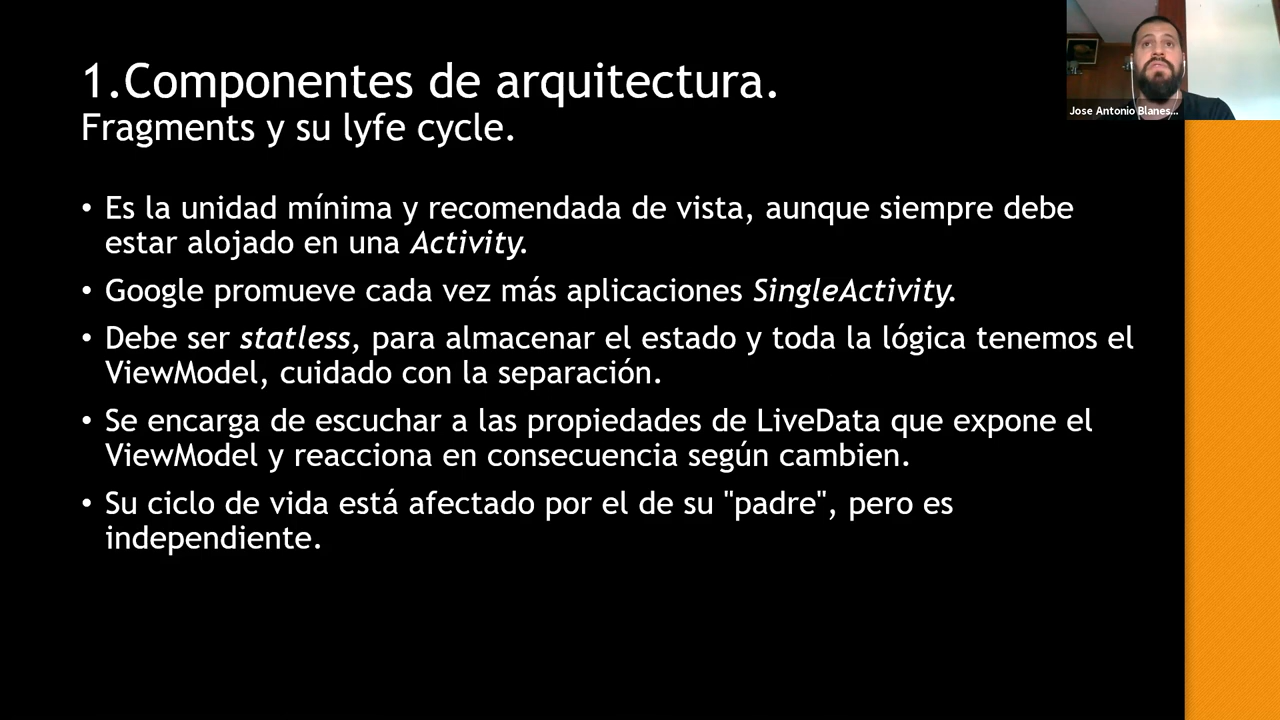 1.Componentes de arquitectura.
Fragments y su lyfe cycle.
Jose Antonio Blanes...
• Es la unidad mínima y recomendada de vista, aunque siempre debe
estar alojado en una Activity.
• Google promueve cada vez más aplicaciones SingleActivity.
• Debe ser statless, para almacenar el estado y toda la lógica tenemos el
ViewModel, cuidado con la separación.
• Se encarga de escuchar a las propiedades de LiveData que expone el
ViewModel y reacciona en consecuencia según cambien.
• Su ciclo de vida está afectado por el de su "padre", pero es
independiente.